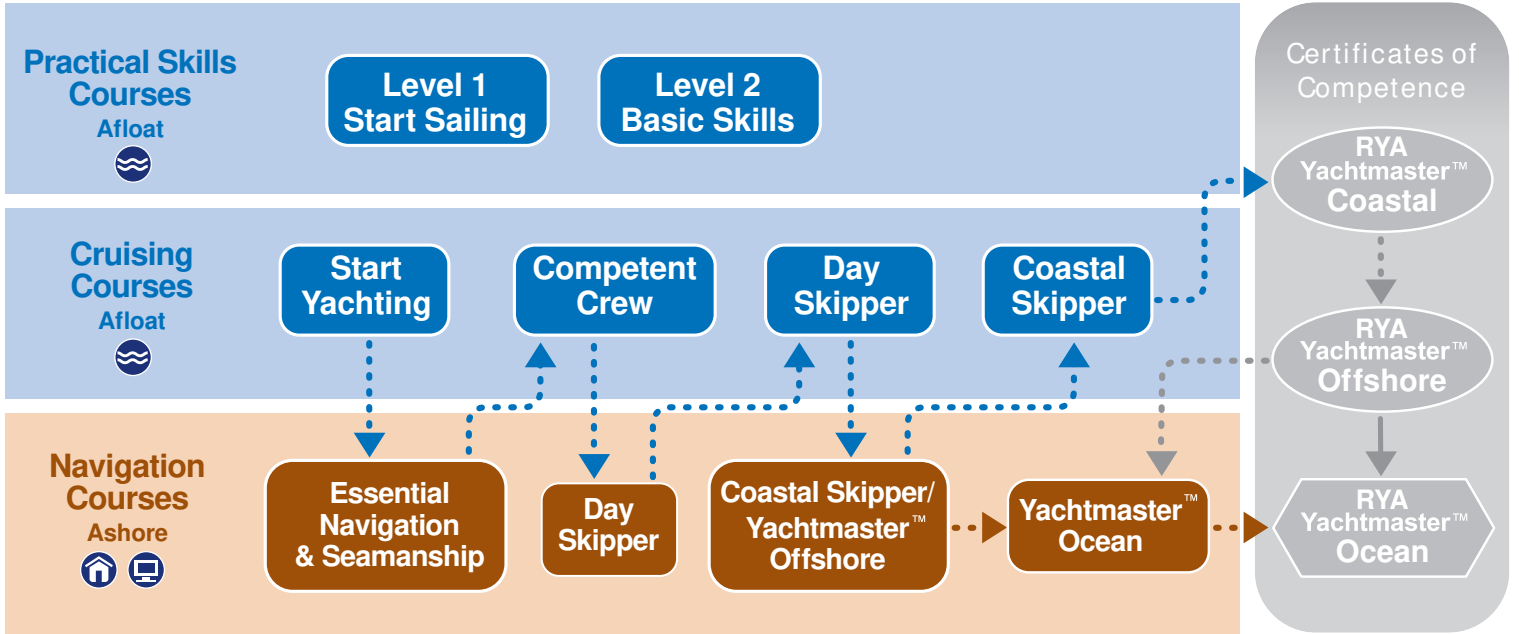 Practical Skills
Courses
Afloat
Level 1
Start Sailing
Level 2
Basic Skills
Cruising
Courses
Afloat
Start
Yachting
Competent
Crew
Day
Skipper
Coastal
Skipper
Navigation
Courses
Ashore
Essential
Navigation
& Seamanship
Day
Skipper
Coastal Skipper/
Yachtmaster™
Offshore
Yachtmaster™
Ocean
Certificates of
Competence
RYA
Yachtmaster™
Coastal
RYA
Yachtmaster™
Offshore
RYA
Yachtmaster™
Ocean